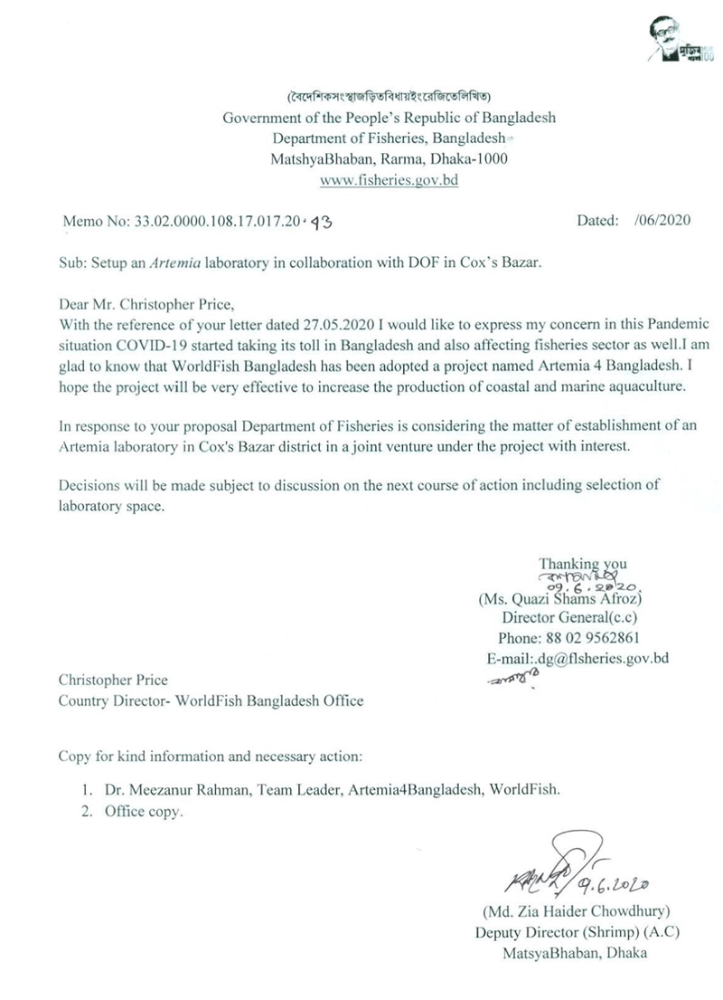 মুজিব
100
(বৈদেশিকসংস্থাজড়িতবিধায়ইংরেজিতেলিখিত)
Government of the People's Republic of Bangladesh
Department of Fisheries, Bangladesh
MatshyaBhaban, Rarma, Dhaka-1000
www.fisheries.gov.bd
Memo No: 33.02.0000.108.17.017.20-৭৩ Dated: /06/2020
Sub: Setup an Artemia laboratory in collaboration with DOF in Cox's Bazar.
Dear Mr. Christopher Price,
With the reference of your letter dated 27.05.2020 I would like to express my concern in this Pandemic
situation COVID-19 started taking its toll in Bangladesh and also affecting fisheries sector as well.I am
glad to know that WorldFish Bangladesh has been adopted a project named Artemia 4 Bangladesh. I
hope the project will be very effective to increase the production of coastal and marine aquaculture.
In response to your proposal Department of Fisheries is considering the matter of establishment of an
Artemia laboratory in Cox's Bazar district in a joint venture under the project with interest.
Decisions will be made subject to discussion on the next course of action including selection of
laboratory space.
Thanking you
09.6.2020
(Ms. Quazi Shams Afroz)
Director General(c.c)
Phone: 88 02 9562861
E-mail:.dg@flsheries.gov.bd
Christopher Price
Country Director- WorldFish Bangladesh Office
Copy for kind information and necessary action:
1. Dr. Meezanur Rahman, Team Leader, Artemia4Bangladesh, WorldFish.
2. Office copy.
9.6.2020
(Md. Zia Haider Chowdhury)
Deputy Director (Shrimp) (A.C)
MatsyaBhaban, Dhaka